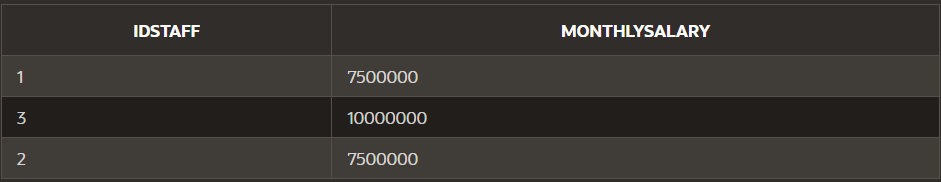 IDSTAFF MONTHLYSALARY
1 7500000
3 10000000
2 7500000